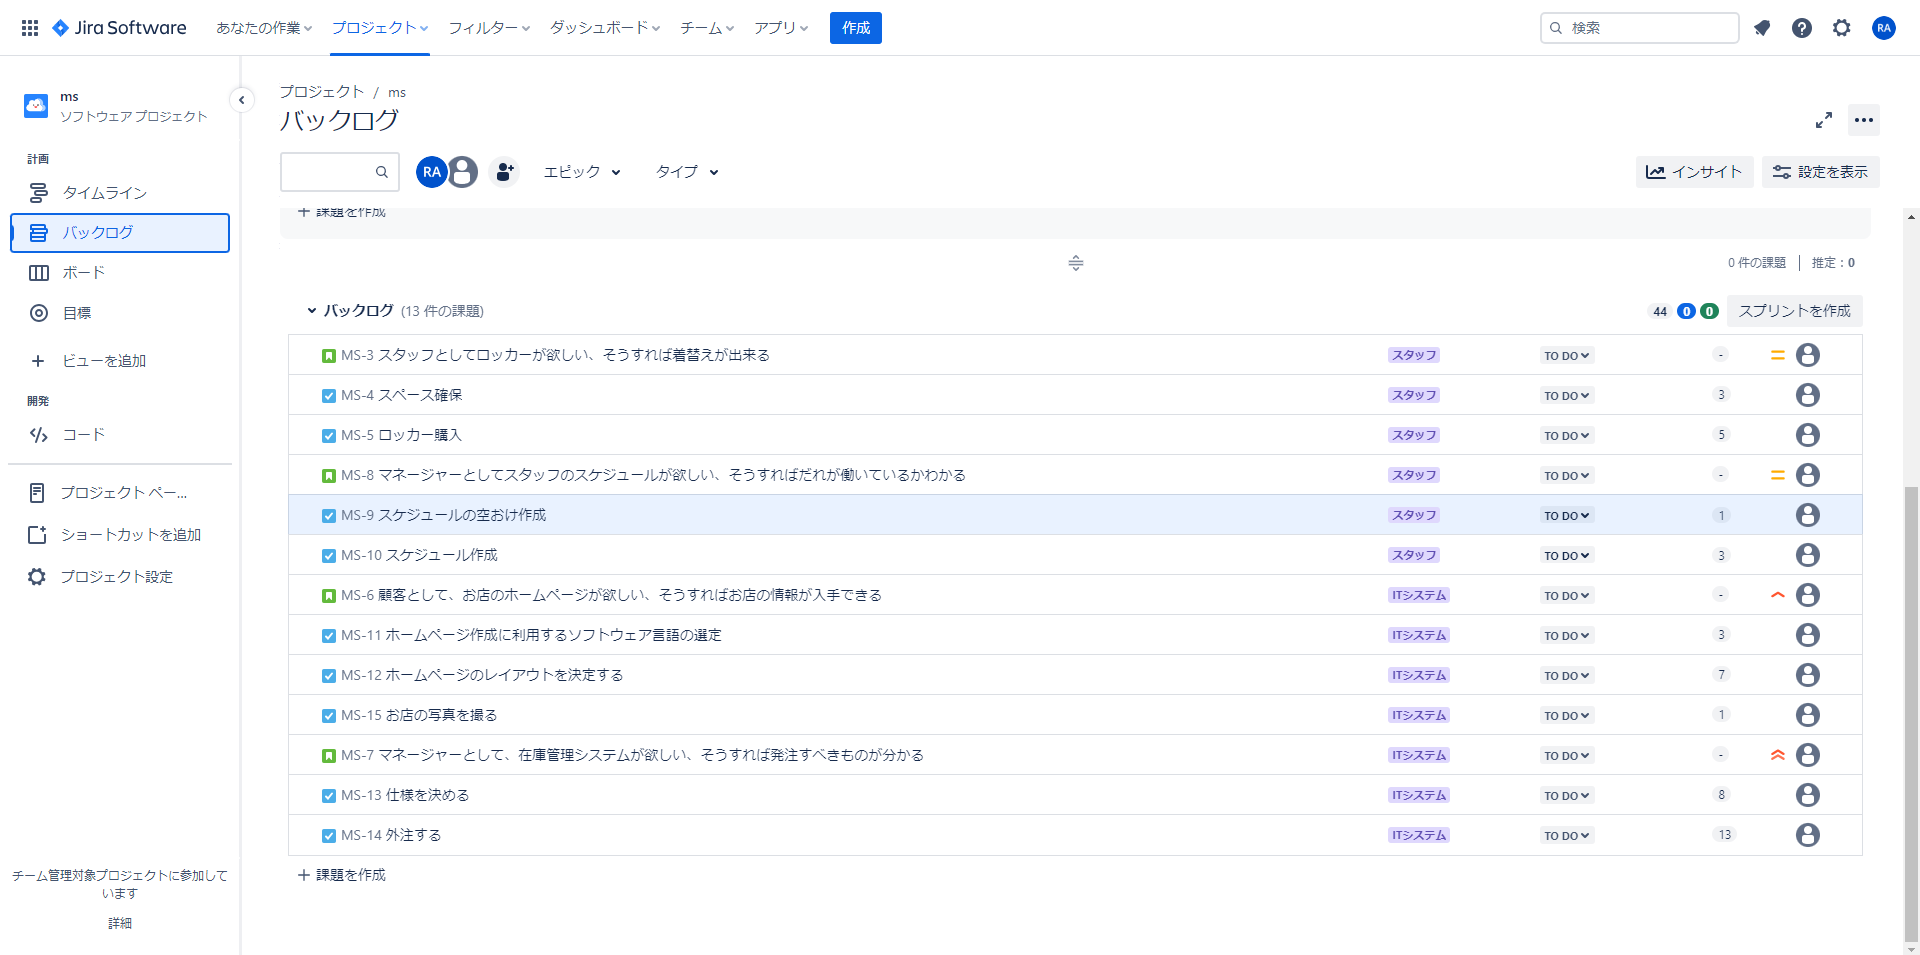 Jira Software あなたの作業 プロジェクト フィルター ダッシュボード チーム アプリ 作成 検索 RA
ms
ソフトウェア プロジェクト
計画
タイムライン
バックログ
ボード
目標
ビューを追加
開発
コード
プロジェクト ペー...
ショートカットを追加
プロジェクト設定
チーム管理対象プロジェクトに参加して
います
詳細
プロジェクト / ms
バックログ
RA エピック タイプ インサイト 設定を表示
+ 課題を作成
0 件の課題 推定：0
バックログ (13 件の課題) 44 0 0 スプリントを作成
MS-3 スタッフとしてロッカーが欲しい、そうすれば着替えが出来る スタッフ TO DO -
MS-4 スペース確保 スタッフ TO DO 3
MS-5 ロッカー購入 スタッフ TO DO 5
MS-8 マネージャーとしてスタッフのスケジュールが欲しい、そうすればだれが働いているかわかる スタッフ TO DO -
MS-9 スケジュールの空おけ作成 スタッフ TO DO 1
MS-10 スケジュール作成 スタッフ TO DO 3
MS-6 顧客として、お店のホームページが欲しい、そうすればお店の情報が入手できる ITシステム TO DO -
MS-11 ホームページ作成に利用するソフトウェア言語の選定 ITシステム TO DO 3
MS-12 ホームページのレイアウトを決定する ITシステム TO DO 7
MS-15 お店の写真を撮る ITシステム TO DO 1
MS-7 マネージャーとして、在庫管理システムが欲しい、そうすれば発注すべきものが分かる ITシステム TO DO -
MS-13 仕様を決める ITシステム TO DO 8
MS-14 外注する ITシステム TO DO 13
+ 課題を作成